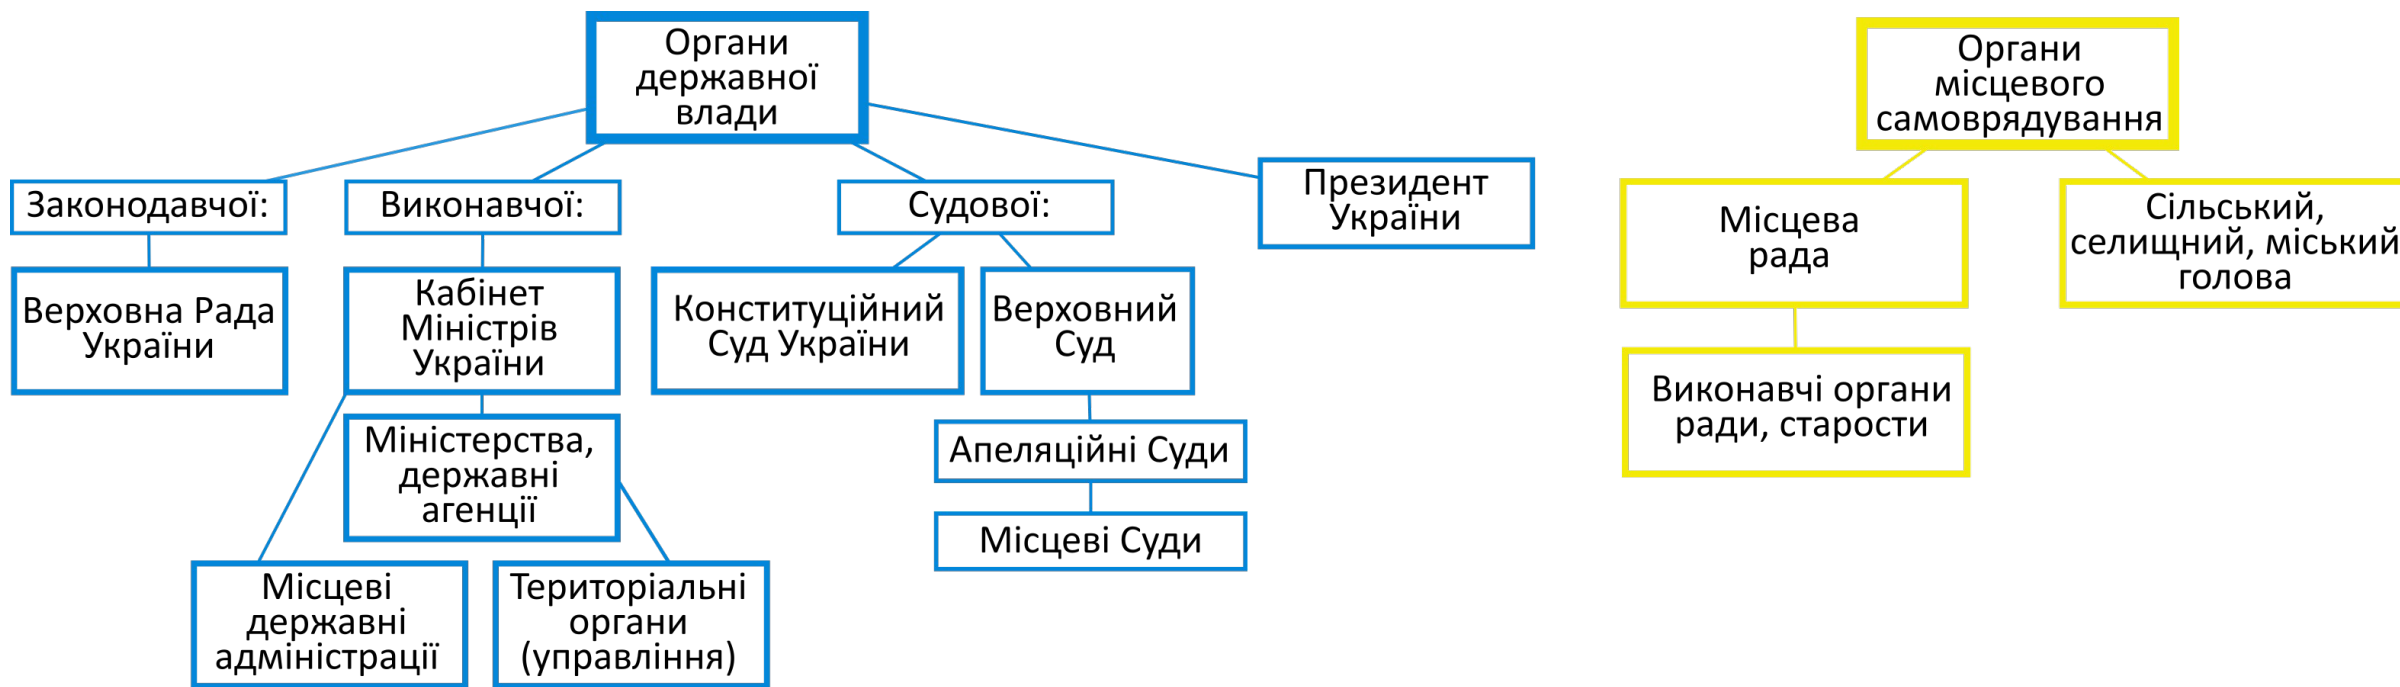 Органи
державної
влади
Законодавчої:
Виконавчої:
Судової:
Президент
України
Верховна Рада
України
Кабінет
Міністрів
України
Конституційний
Суд України
Верховний
Суд
Міністерства,
державні
агенції
Апеляційні Суди
Місцеві Суди
Місцеві
державні
адміністрації
Територіальні
органи
(управління)
Органи
місцевого
самоврядування
Місцева
рада
Сільський,
селищний, міський
голова
Виконавчі органи
ради, старости